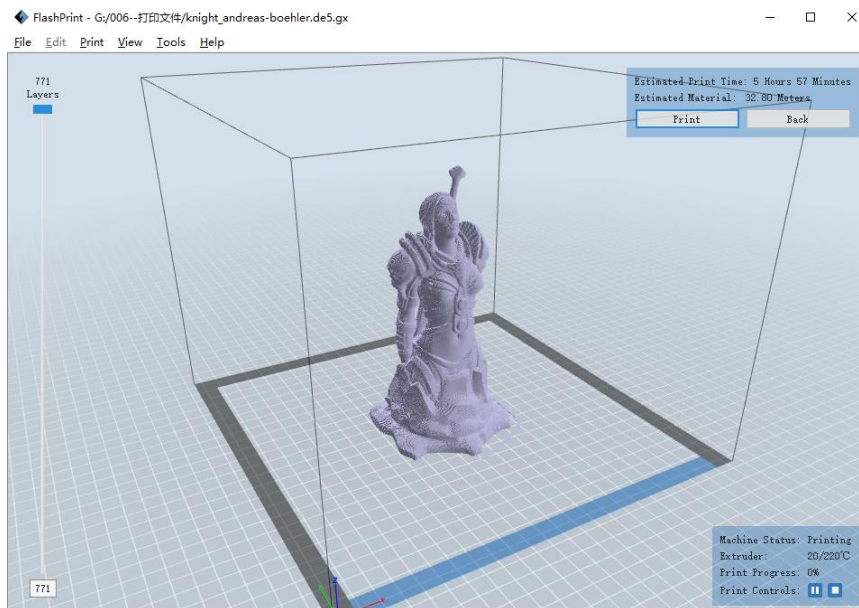 FlashPrint - G:/006--打印文件/knight_andreas-boehler.de5.gx
File Edit Print View Tools Help
771
Layers
Estimated Print Time: 5 Hours 57 Minutes
Estimated Material: 32.80 Meters
Print Back
Machine Status: Printing
Extruder: 20/220℃
Print Progress: 0%
Print Controls:
771
z
y
x